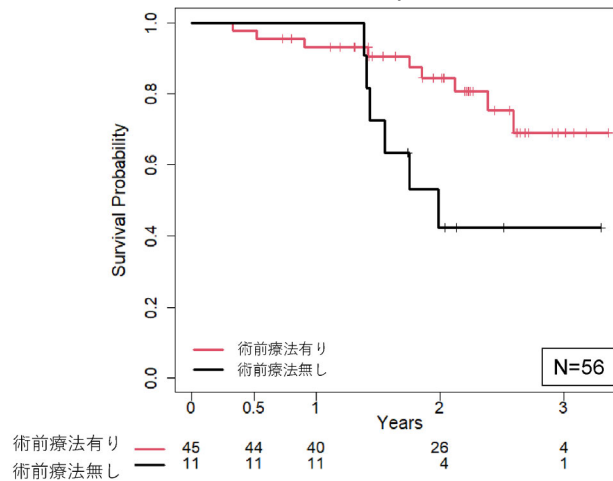 Survival Probability
1.0
0.8
0.6
0.4
0.2
0.0
術前療法有り
術前療法無し
N=56
0 0.5 1 2 3
Years
術前療法有り 45 44 40 26 4
術前療法無し 11 11 11 4 1